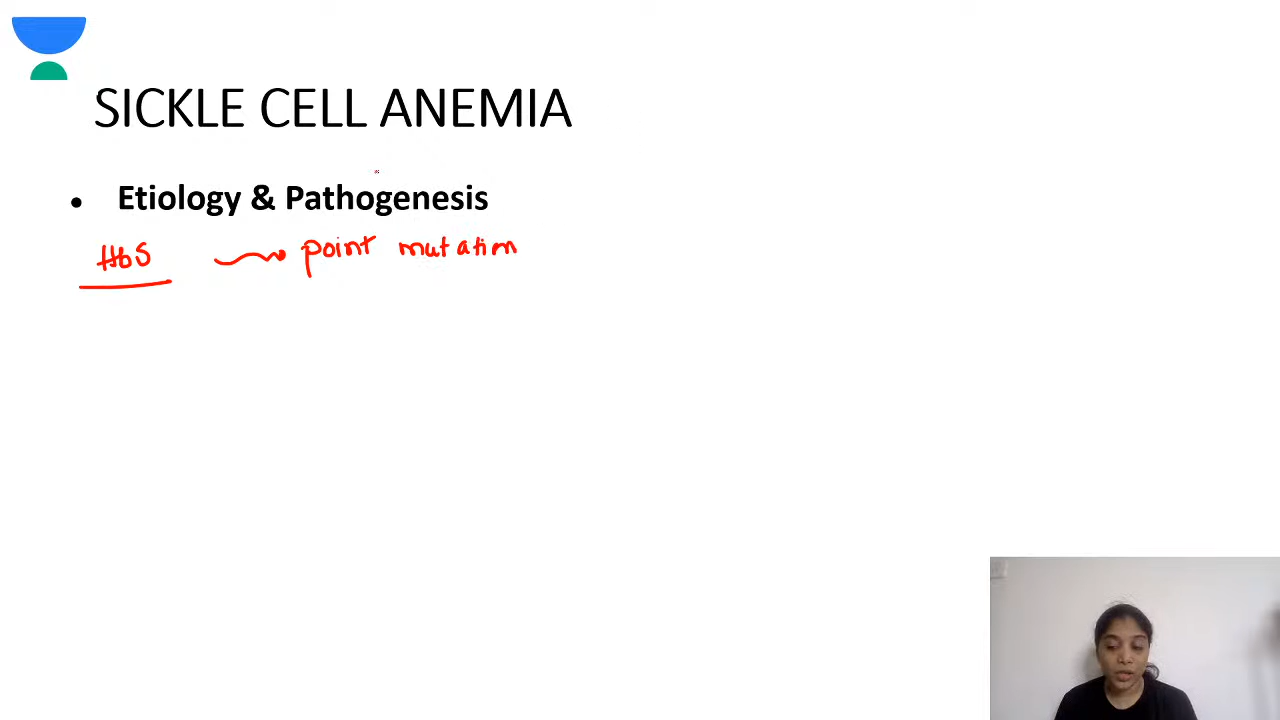 SICKLE CELL ANEMIA
• Etiology & Pathogenesis
HbS point mutation